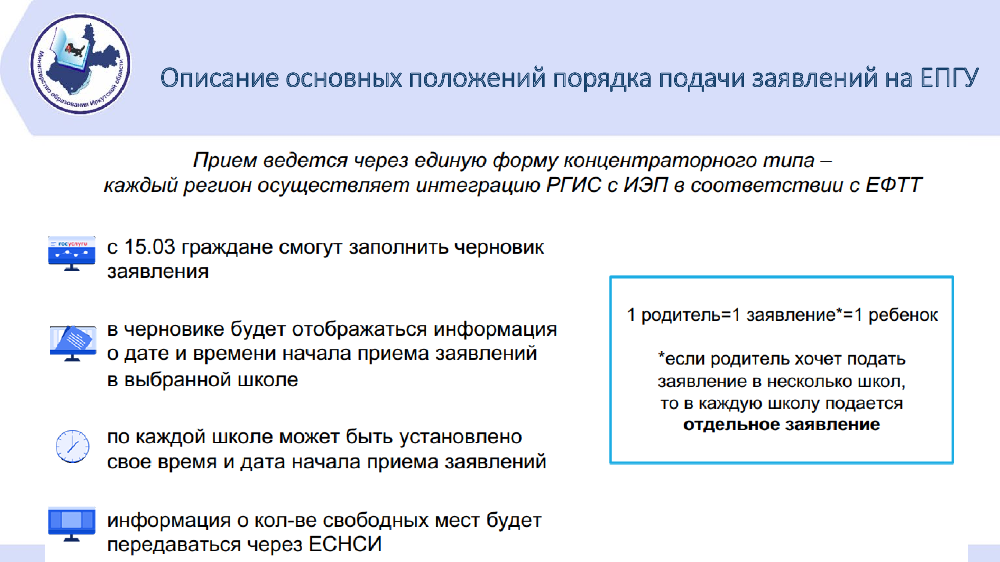 Министерство образования Иркутской области
Описание основных положений порядка подачи заявлений на ЕПГУ
Прием ведется через единую форму концентраторного типа –
каждый регион осуществляет интеграцию РГИС с ИЭП в соответствии с ЕФТТ
госуслуги
с 15.03 граждане смогут заполнить черновик
заявления
в черновике будет отображаться информация
о дате и времени начала приема заявлений
в выбранной школе
по каждой школе может быть установлено
свое время и дата начала приема заявлений
информация о кол-ве свободных мест будет
передаваться через ЕСНСИ
1 родитель=1 заявление*=1 ребенок
*если родитель хочет подать
заявление в несколько школ,
то в каждую школу подается
отдельное заявление